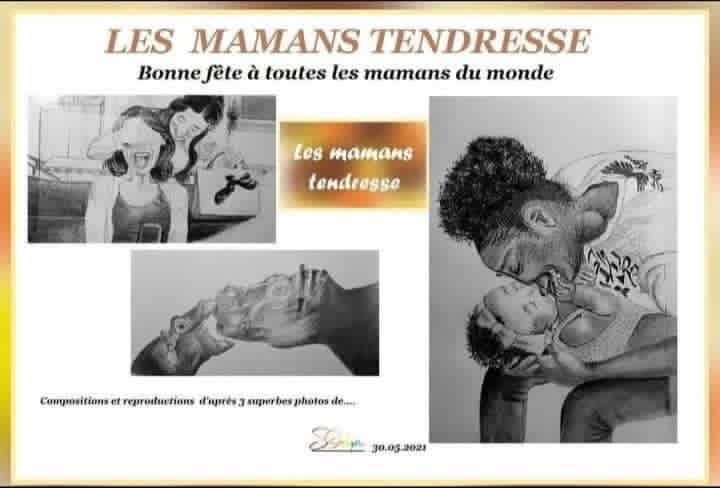 LES MAMANS TENDRESSE
Bonne fête à toutes les mamans du monde
Les mamans
tendresse
Compositions et reproductions d'après 3 superbes photos de....
30.05.2021